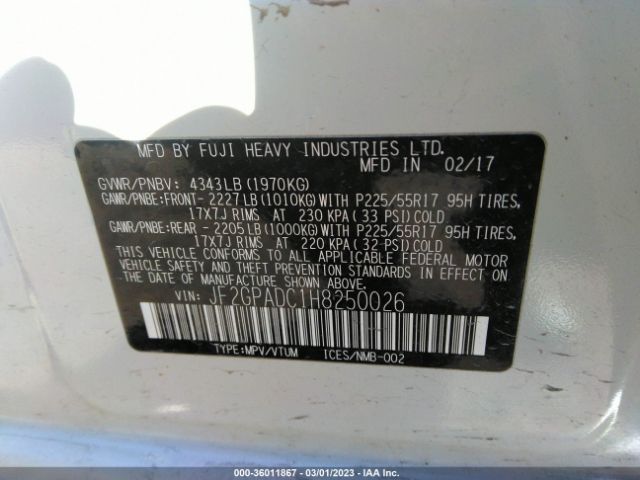 MFD BY FUJI HEAVY INDUSTRIES LTD.
MFD IN 02/17
GVWR/PNBV: 4343LB (1970KG)
GAWR/PNBE:FRONT- 2227LB (1010KG)WITH P225/55R17 95H TIRES,
17X7J RIMS AT 230 KPA (33 PSI)COLD
GAWR/PNBE:REAR - 2205LB (1000KG)WITH P225/55R17 95H TIRES,
17X7J RIMS AT 220 KPA (32 PSI)COLD
THIS VEHICLE CONFORMS TO ALL APPLICABLE FEDERAL MOTOR
VEHICLE SAFETY AND THEFT PREVENTION STANDARDS IN EFFECT
ON THE DATE OF MANUFACTURE SHOWN ABOVE.
VIN: JF2GPADC1H8250026
TYPE:MPV/VTUM ICES/NMB-002
000-36011867 - 03/01/2023 - IAA Inc.